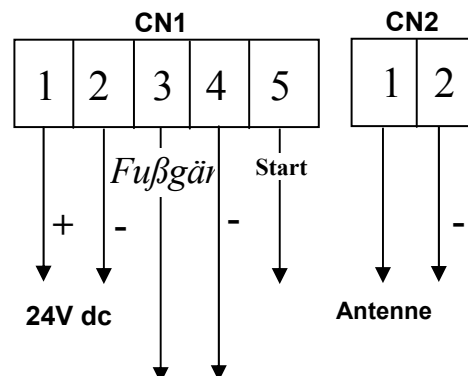 CN1 CN2
1 2 3 4 5 1 2
Fußgän Start
+ - - -
24V dc Antenne